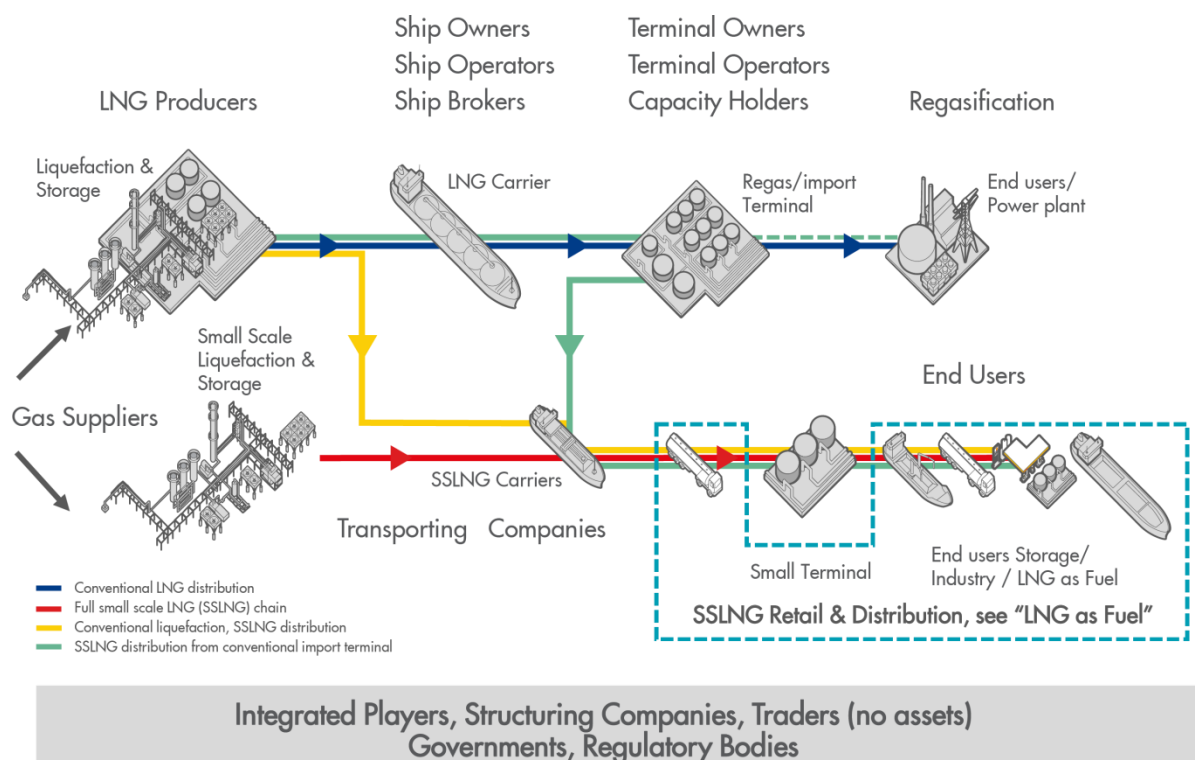 Ship Owners
Ship Operators
Ship Brokers
Terminal Owners
Terminal Operators
Capacity Holders
LNG Producers
Regasification
Liquefaction &
Storage
LNG Carrier
Regas/import
Terminal
End users/
Power plant
Small Scale
Liquefaction &
Storage
End Users
Gas Suppliers
SSLNG Carriers
Transporting Companies
Small Terminal
End users Storage/
Industry / LNG as Fuel
SSLNG Retail & Distribution, see “LNG as Fuel”
Conventional LNG distribution
Full small scale LNG (SSLNG) chain
Conventional liquefaction, SSLNG distribution
SSLNG distribution from conventional import terminal
Integrated Players, Structuring Companies, Traders (no assets)
Governments, Regulatory Bodies